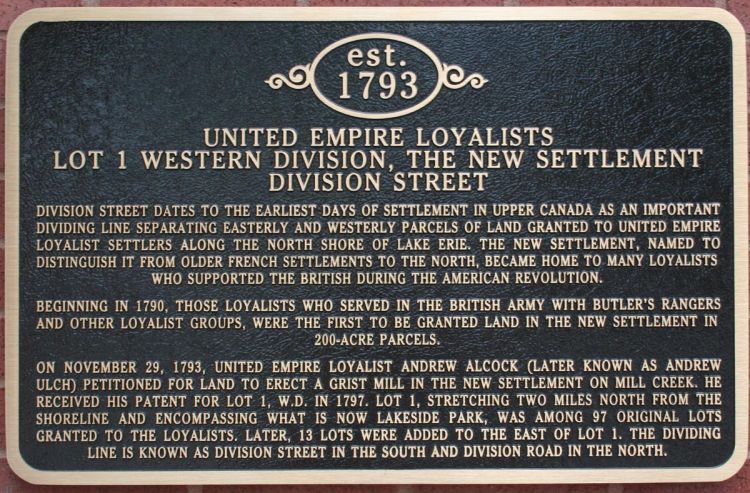 est.
1793
UNITED EMPIRE LOYALISTS
LOT 1 WESTERN DIVISION, THE NEW SETTLEMENT
DIVISION STREET
DIVISION STREET DATES TO THE EARLIEST DAYS OF SETTLEMENT IN UPPER CANADA AS AN IMPORTANT
DIVIDING LINE SEPARATING EASTERLY AND WESTERLY PARCELS OF LAND GRANTED TO UNITED EMPIRE
LOYALIST SETTLERS ALONG THE NORTH SHORE OF LAKE ERIE. THE NEW SETTLEMENT, NAMED TO
DISTINGUISH IT FROM OLDER FRENCH SETTLEMENTS TO THE NORTH, BECAME HOME TO MANY LOYALISTS
WHO SUPPORTED THE BRITISH DURING THE AMERICAN REVOLUTION.
BEGINNING IN 1790, THOSE LOYALISTS WHO SERVED IN THE BRITISH ARMY WITH BUTLER'S RANGERS
AND OTHER LOYALIST GROUPS, WERE THE FIRST TO BE GRANTED LAND IN THE NEW SETTLEMENT IN
200-ACRE PARCELS.
ON NOVEMBER 29, 1793, UNITED EMPIRE LOYALIST ANDREW ALCOCK (LATER KNOWN AS ANDREW
ULCH) PETITIONED FOR LAND TO ERECT A GRIST MILL IN THE NEW SETTLEMENT ON MILL CREEK. HE
RECEIVED HIS PATENT FOR LOT 1, W.D. IN 1797. LOT 1, STRETCHING TWO MILES NORTH FROM THE
SHORELINE AND ENCOMPASSING WHAT IS NOW LAKESIDE PARK, WAS AMONG 97 ORIGINAL LOTS
GRANTED TO THE LOYALISTS. LATER, 13 LOTS WERE ADDED TO THE EAST OF LOT 1. THE DIVIDING
LINE IS KNOWN AS DIVISION STREET IN THE SOUTH AND DIVISION ROAD IN THE NORTH.